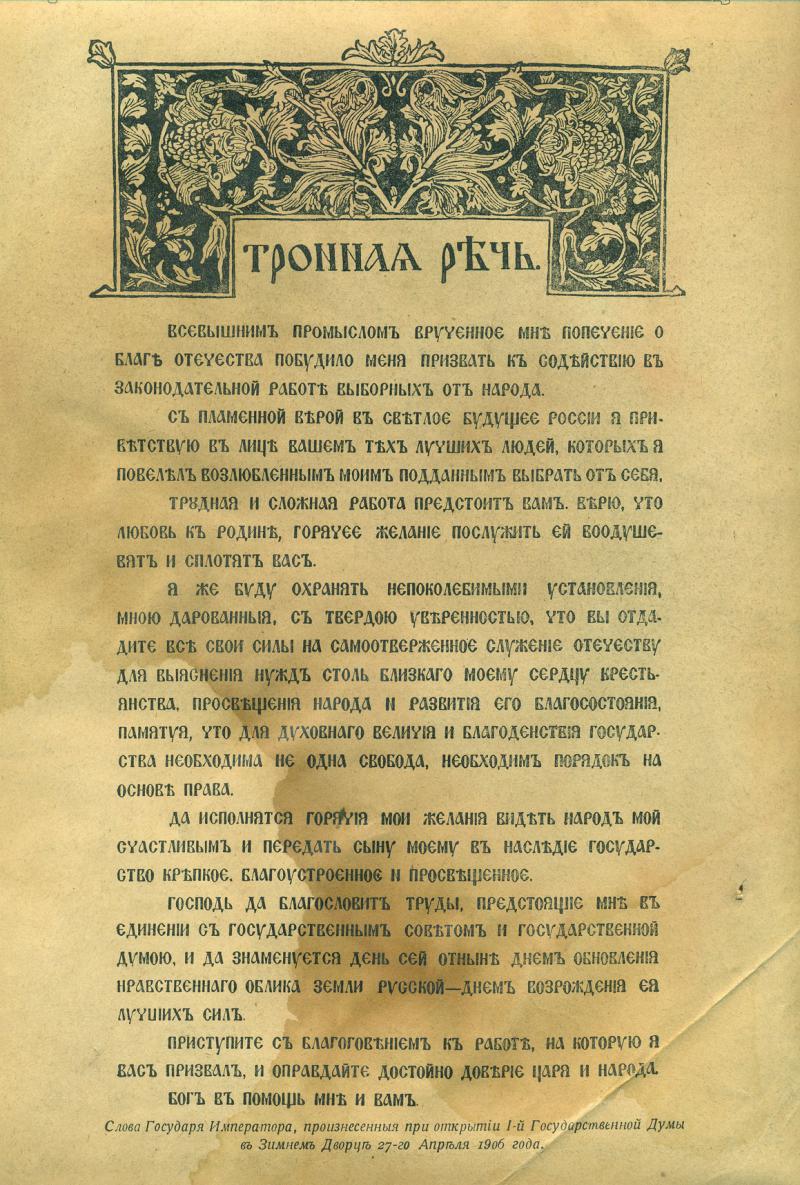 Тронная рѣчь.
Всевышнимъ промысломъ врученное мнѣ попеченіе о
благѣ отечества побудило меня призвать къ содѣйствію въ
законодательной работѣ выборныхъ отъ народа.
Съ пламенной вѣрой въ свѣтлое будущее Россіи я при-
вѣтствую въ лицѣ вашемъ тѣхъ лучшихъ людей, которыхъ я
повелѣлъ возлюбленнымъ моимъ подданнымъ выбрать отъ себя.
Трудная и сложная работа предстоитъ вамъ. Вѣрю, что
любовь къ родинѣ, горячее желаніе послужить ей воодуше-
вятъ и сплотятъ васъ.
Я же буду охранять непоколебимыми установленія,
мною дарованныя, съ твердою увѣренностью, что вы отда-
дите всѣ свои силы на самоотверженное служеніе отечеству
для выясненія нуждъ столь близкаго моему сердцу кресть-
янства, просвѣщенія народа и развитія его благосостоянія,
памятуя, что для духовнаго величія и благоденствія государ-
ства необходима не одна свобода, необходимъ порядокъ на
основѣ права.
Да исполнятся горячія мои желанія видѣть народъ мой
счастливымъ и передать сыну моему въ наслѣдіе государ-
ство крѣпкое, благоустроенное и просвѣщенное.
Господь да благословитъ труды, предстоящіе мнѣ въ
единеніи съ Государственнымъ Совѣтомъ и Государственной
Думою, и да знаменуется день сей отнынѣ днемъ обновленія
нравственнаго облика земли Русской—днемъ возрожденія ея
лучшихъ силъ.
Приступите съ благоговѣніемъ къ работѣ, на которую я
васъ призвалъ, и оправдайте достойно довѣріе Царя и народа.
Богъ въ помощь мнѣ и вамъ.
Слова Государя Императора, произнесенныя при открытіи I-й Государственной Думы
въ Зимнемъ Дворцѣ 27-го Апрѣля 1906 года.